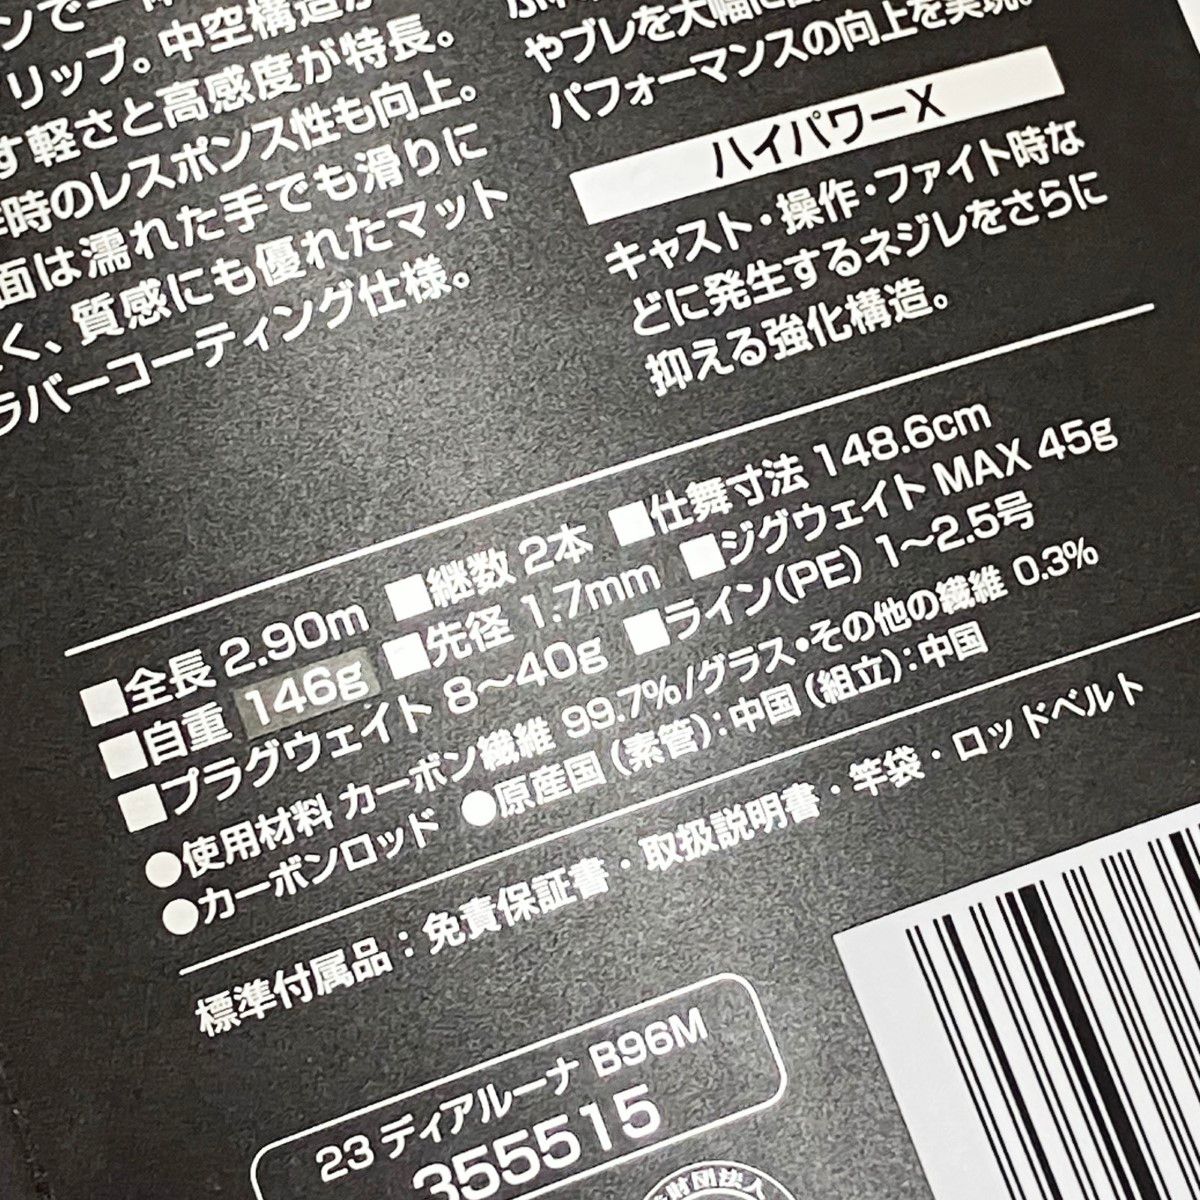 リップ。中空構造が
す軽さと高感度が特長。
時のレスポンス性も向上。
面は濡れた手でも滑りに
く、質感にも優れたマット
ラバーコーティング仕様。
やブレを大幅に
パフォーマンスの向上を実現。
ハイパワーX
キャスト・操作・ファイト時な
どに発生するネジレをさらに
抑える強化構造。
■全長 2.90m ■継数 2本 ■仕舞寸法 148.6cm
■自重 146g ■先径 1.7mm ■ジグウェイト MAX 45g
■プラグウェイト 8〜40g ■ライン(PE) 1〜2.5号
●使用材料 カーボン繊維 99.7%/グラス・その他の繊維 0.3%
●カーボンロッド ●原産国(素管):中国(組立):中国
標準付属品：免責保証書・取扱説明書・竿袋・ロッドベルト
23 ディアルーナ B96M
355515
財団法人